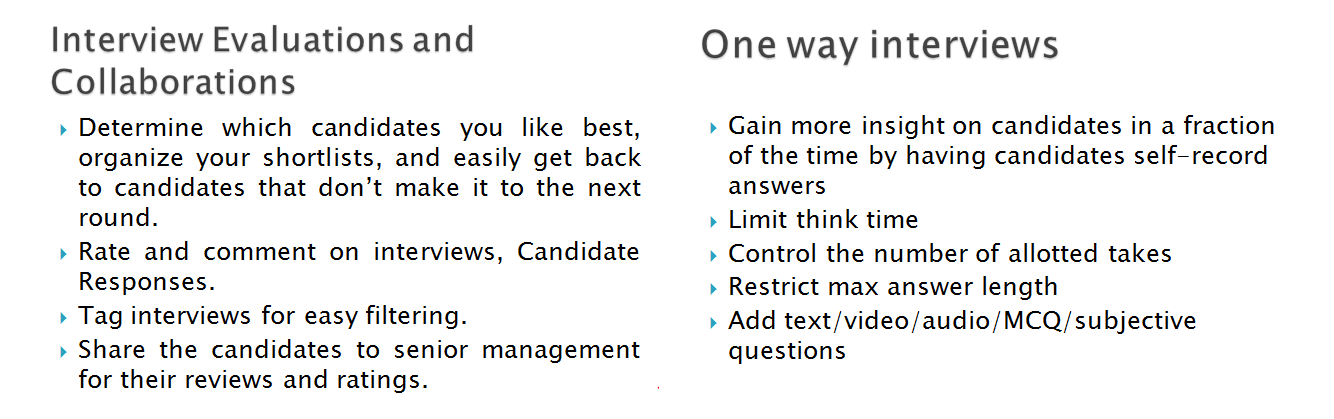 Interview Evaluations and
Collaborations
Determine which candidates you like best,
organize your shortlists, and easily get back
to candidates that don't make it to the next
round.
Rate and comment on interviews, Candidate
Responses.
Tag interviews for easy filtering.
Share the candidates to senior management
for their reviews and ratings.
One way interviews
Gain more insight on candidates in a fraction
of the time by having candidates self-record
answers
Limit think time
Control the number of allotted takes
Restrict max answer length
Add text/video/audio/MCQ/subjective
questions